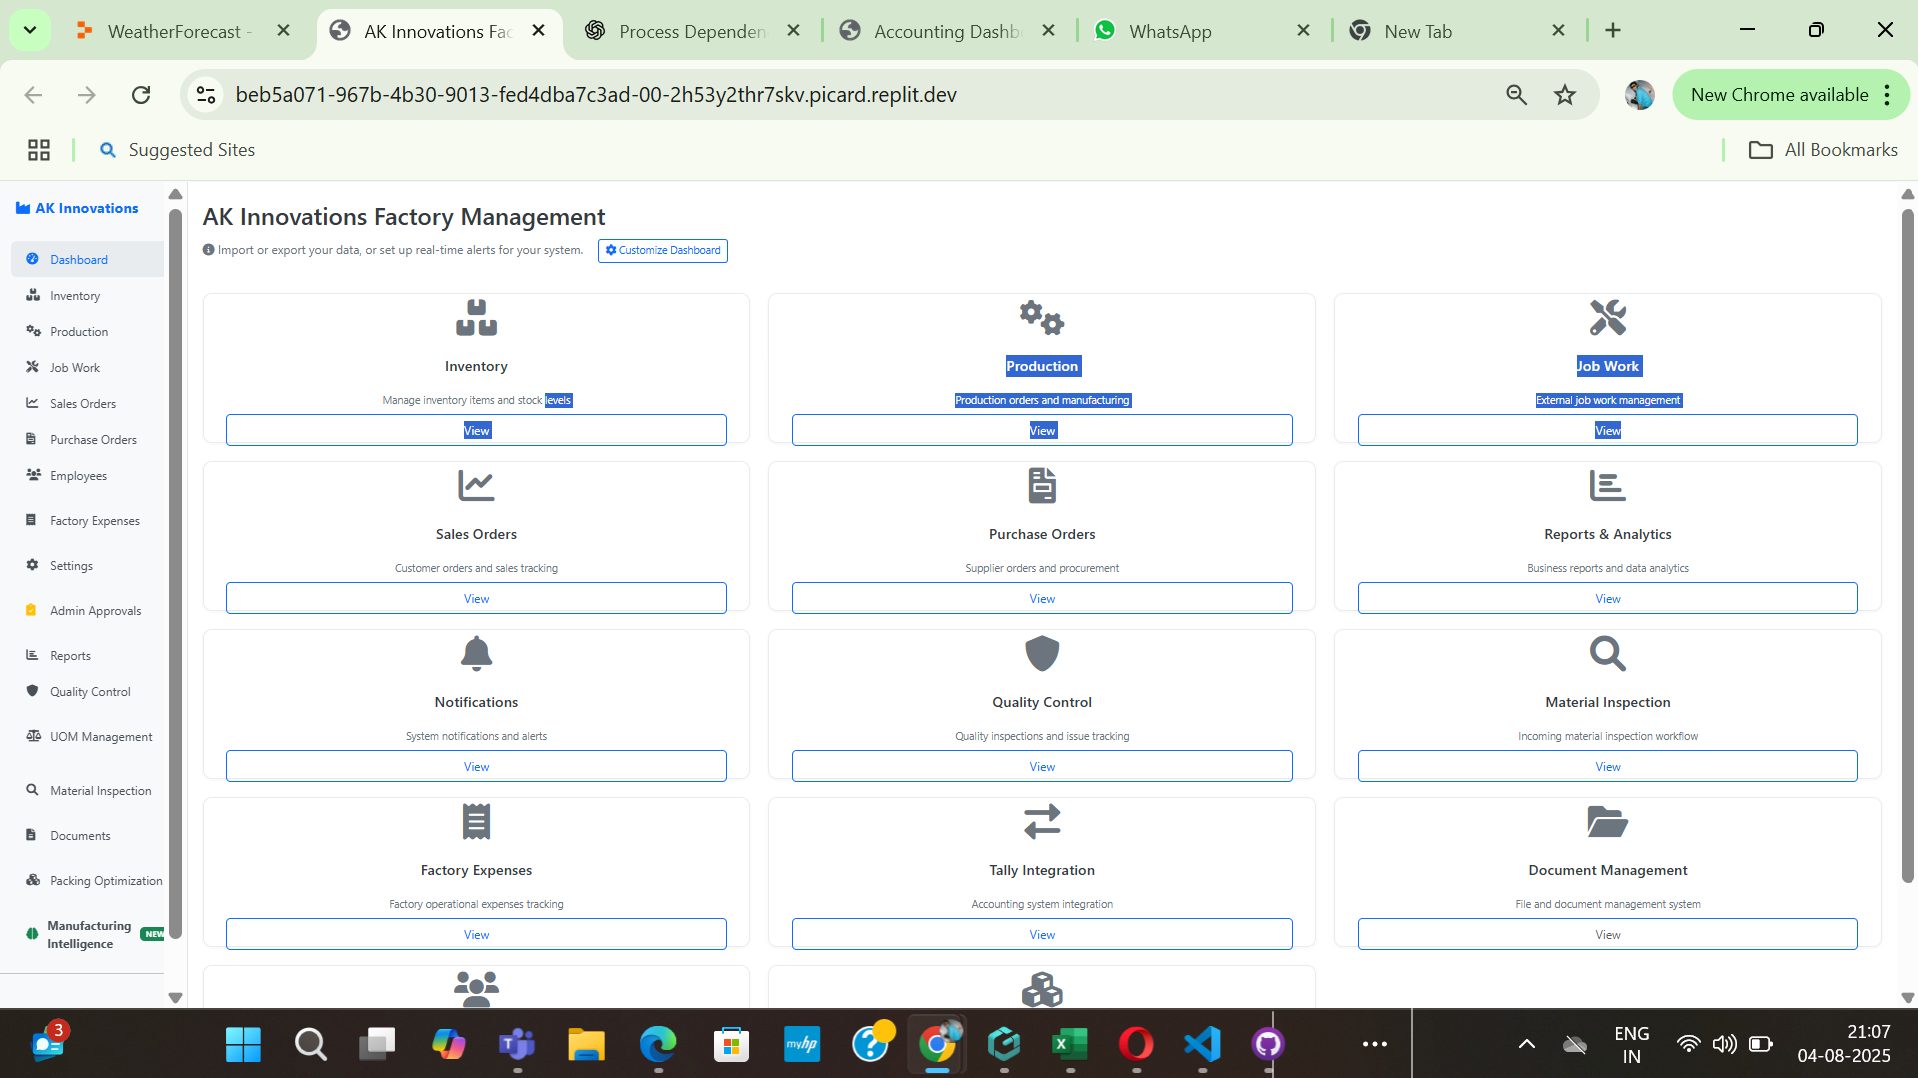 WeatherForecast -
AK Innovations Fac
Process Dependen
Accounting Dashb
WhatsApp
New Tab
beb5a071-967b-4b30-9013-fed4dba7c3ad-00-2h53y2thr7skv.picard.replit.dev
New Chrome available
Suggested Sites
All Bookmarks
AK Innovations
Dashboard
Inventory
Production
Job Work
Sales Orders
Purchase Orders
Employees
Factory Expenses
Settings
Admin Approvals
Reports
Quality Control
UOM Management
Material Inspection
Documents
Packing Optimization
Manufacturing
Intelligence
NEW
AK Innovations Factory Management
Import or export your data, or set up real-time alerts for your system.
Customize Dashboard
Inventory
Manage inventory items and stock levels
View
Production
Production orders and manufacturing
View
Job Work
External job work management
View
Sales Orders
Customer orders and sales tracking
View
Purchase Orders
Supplier orders and procurement
View
Reports & Analytics
Business reports and data analytics
View
Notifications
System notifications and alerts
View
Quality Control
Quality inspections and issue tracking
View
Material Inspection
Incoming material inspection workflow
View
Factory Expenses
Factory operational expenses tracking
View
Tally Integration
Accounting system integration
View
Document Management
File and document management system
View
3
myhp
ENG
IN
21:07
04-08-2025